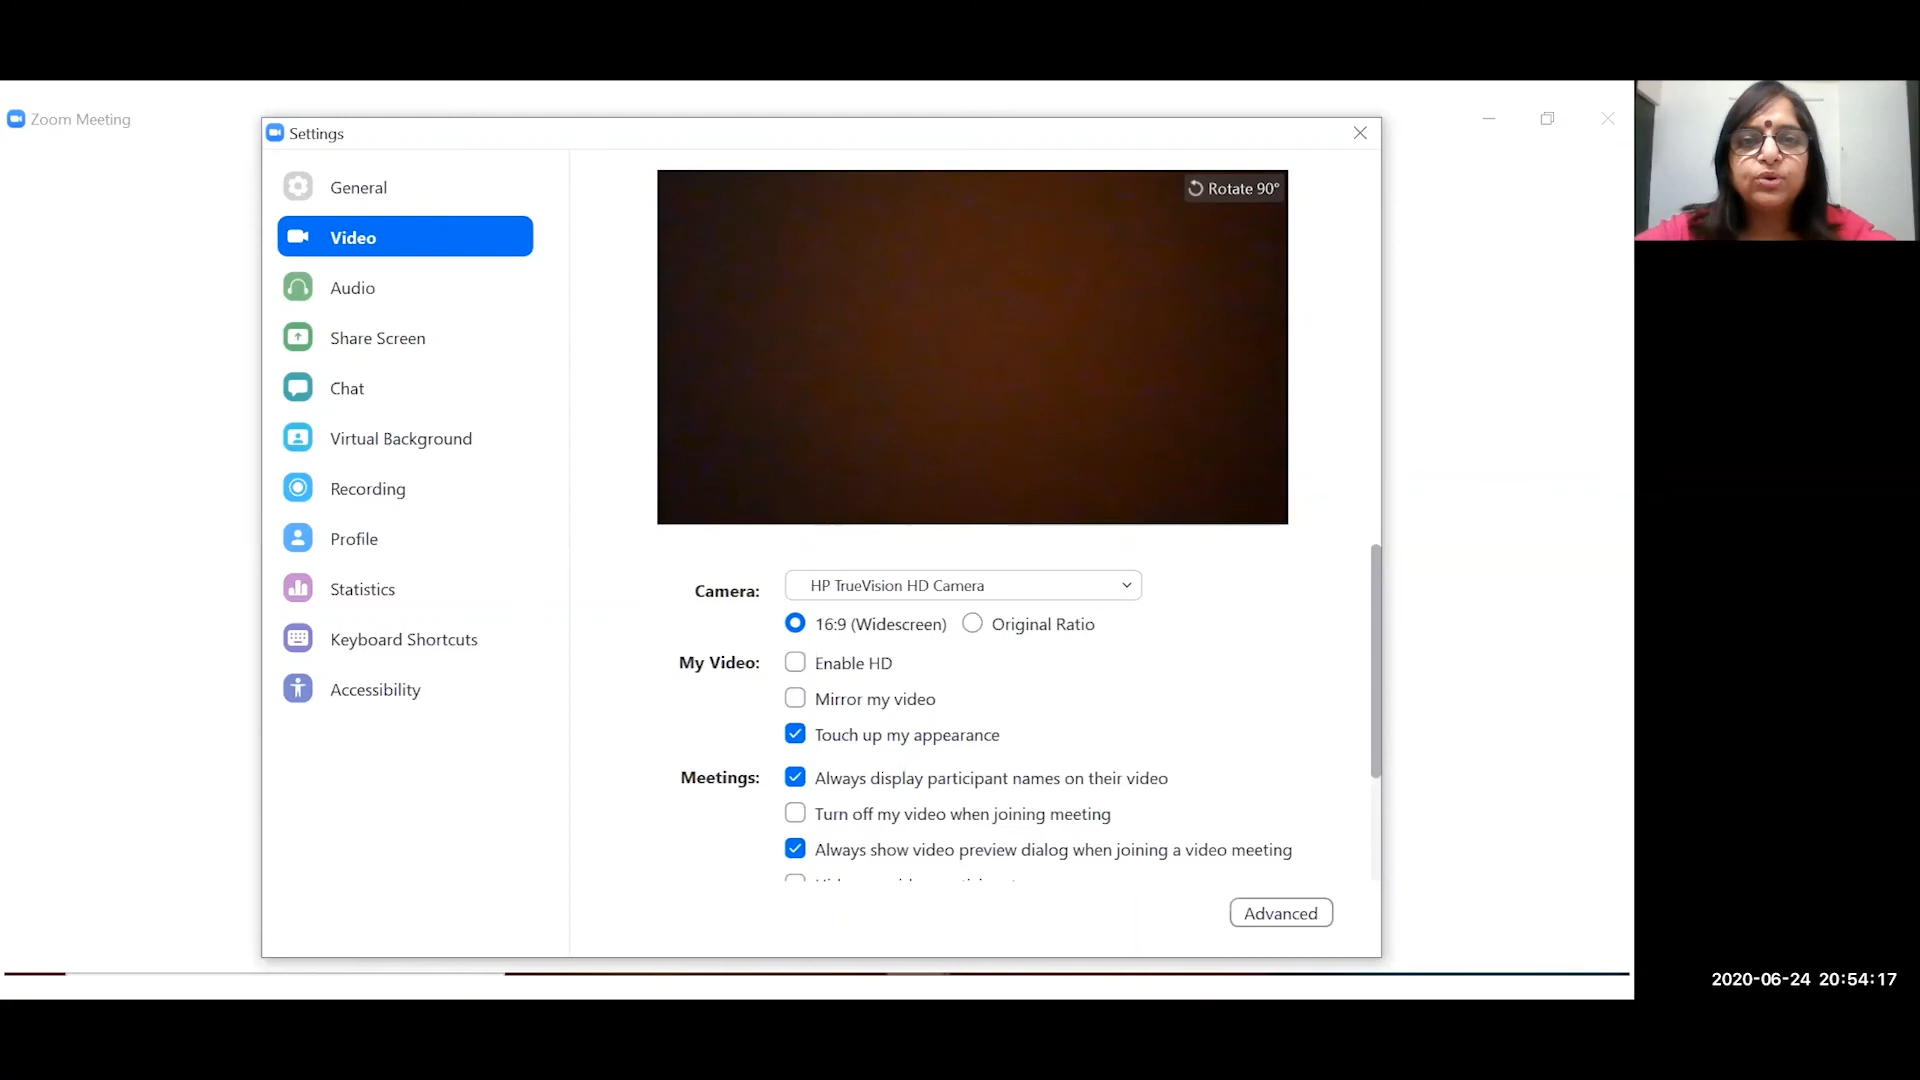 Zoom Meeting
Settings
General
Video
Audio
Share Screen
Chat
Virtual Background
Recording
Profile
Statistics
Keyboard Shortcuts
Accessibility
Rotate 90°
Camera:
HP TrueVision HD Camera
16:9 (Widescreen)
Original Ratio
My Video:
Enable HD
Mirror my video
Touch up my appearance
Meetings:
Always display participant names on their video
Turn off my video when joining meeting
Always show video preview dialog when joining a video meeting
Advanced
2020-06-24 20:54:17